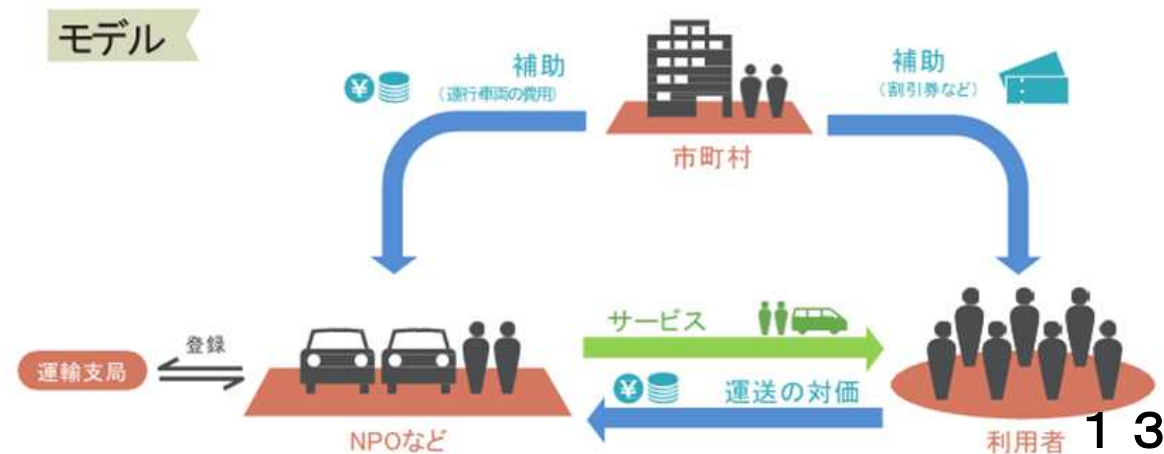 モデル
補助
（運行車両の費用）
補助
（割引券など）
市町村
サービス
登録
運輸支局
運送の対価
NPOなど
利用者
１３